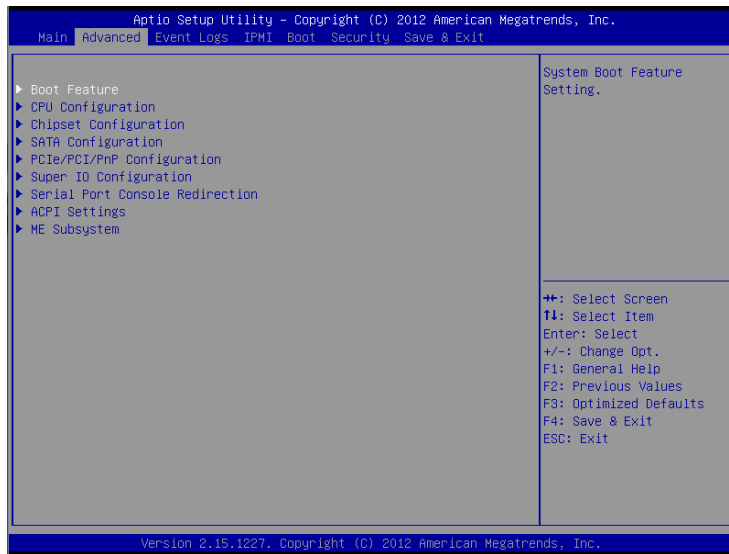 Aptio Setup Utility – Copyright (C) 2012 American Megatrends, Inc.
Main Advanced Event Logs IPMI Boot Security Save & Exit
▶ Boot Feature
▶ CPU Configuration
▶ Chipset Configuration
▶ SATA Configuration
▶ PCIe/PCI/PnP Configuration
▶ Super IO Configuration
▶ Serial Port Console Redirection
▶ ACPI Settings
▶ ME Subsystem
System Boot Feature
Setting.
→←: Select Screen
↑↓: Select Item
Enter: Select
+/-: Change Opt.
F1: General Help
F2: Previous Values
F3: Optimized Defaults
F4: Save & Exit
ESC: Exit
Version 2.15.1227. Copyright (C) 2012 American Megatrends, Inc.